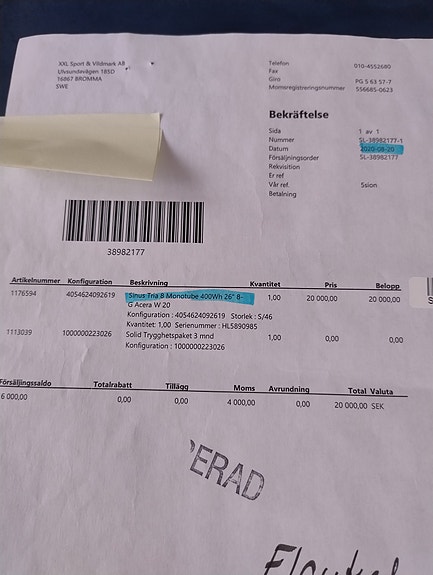 XXL Sport & Vildmark AB
Ulvsundavägen 185D
16867 BROMMA
SWE
Telefon 010-4552680
Fax
Giro PG 5 63 57-7
Momsregistreringsnummer 556685-0623
Bekräftelse
Sida 1 av 1
Nummer SL-38982177-1
Datum 2020-08-20
Försäljningsorder SL-38982177
Rekvisition
Er ref
Vår ref. 5sion
Betalning
38982177
Artikelnummer Konfiguration Beskrivning Kvantitet Pris Belopp
1176594 4054624092619 Sinus Tria 8 Monotube 400Wh 26" 8- 1,00 20 000,00 20 000,00
G Acera W 20
Konfiguration : 4054624092619 Storlek : S/46
Kvantitet: 1,00 Serienummer : HL5890985
1113039 1000000223026 Solid Trygghetspaket 3 mnd 1,00 0,00 0,00
Konfiguration : 1000000223026
Försäljningssaldo Totalrabatt Tillägg Moms Avrundning Total Valuta
6 000,00 0,00 0,00 4 000,00 0,00 20 000,00 SEK
ERAD